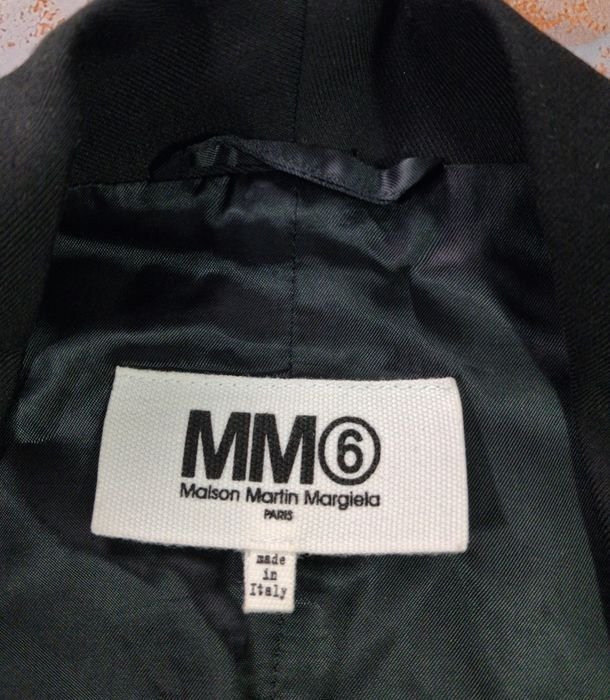 MM⑥
Maison Martin Margiela
PARIS
made
in
Italy